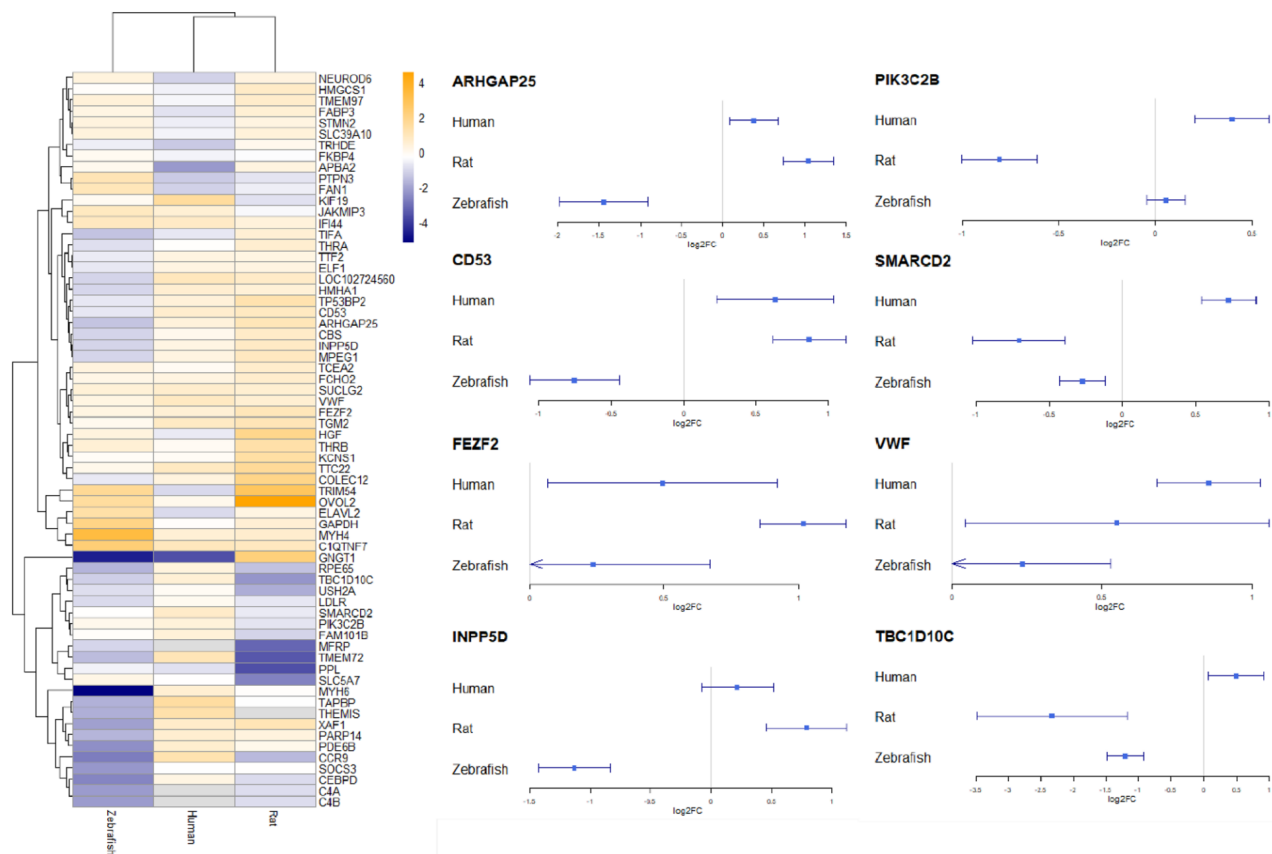 NEUROD6
HMGCS1
TMEM97
FABP3
STMN2
SLC39A10
TRHDE
FKBP4
APBA2
PTPN3
FAN1
KIF19
JAKMIP3
IFI44
TIFA
THRA
TTF2
ELF1
LOC102724560
HMHA1
TP53BP2
CD53
ARHGAP25
CBS
INPP5D
MPEG1
TCEA2
FCHO2
SUCLG2
VWF
FEZF2
TGM2
HGF
THRB
KCNS1
TTC22
COLEC12
TRIM54
OVOL2
ELAVL2
GAPDH
MYH4
C1QTNF7
GNGT1
RPE65
TBC1D10C
USH2A
LDLR
SMARCD2
PIK3C2B
FAM101B
MFRP
TMEM72
PPL
SLC5A7
MYH6
TAPBP
THEMIS
XAF1
PARP14
PDE6B
CCR9
SOCS3
CEBPD
C4A
C4B
Zebrafish
Human
Rat
4
2
0
-2
-4
ARHGAP25
Human
Rat
Zebrafish
-2 -1.5 -1 -0.5 0 0.5 1 1.5
log2FC
CD53
Human
Rat
Zebrafish
-1 -0.5 0 0.5 1
log2FC
FEZF2
Human
Rat
Zebrafish
0 0.5 1
log2FC
INPP5D
Human
Rat
Zebrafish
-1.5 -1 -0.5 0 0.5 1
log2FC
PIK3C2B
Human
Rat
Zebrafish
-1 -0.5 0 0.5
log2FC
SMARCD2
Human
Rat
Zebrafish
-1 -0.5 0 0.5 1
log2FC
VWF
Human
Rat
Zebrafish
0 0.5 1
log2FC
TBC1D10C
Human
Rat
Zebrafish
-3.5 -3 -2.5 -2 -1.5 -1 -0.5 0 0.5 1
log2FC